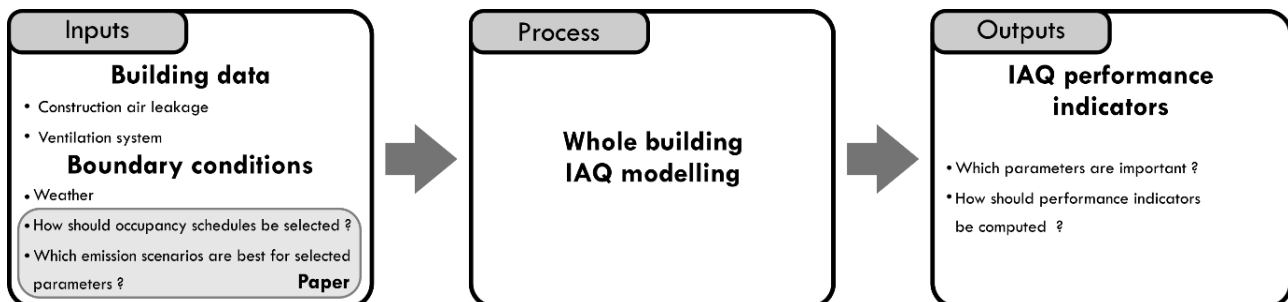 Inputs
Building data
• Construction air leakage
• Ventilation system
Boundary conditions
• Weather
• How should occupancy schedules be selected ?
• Which emission scenarios are best for selected
parameters ?
Paper
Process
Whole building
IAQ modelling
Outputs
IAQ performance
indicators
• Which parameters are important ?
• How should performance indicators
be computed ?